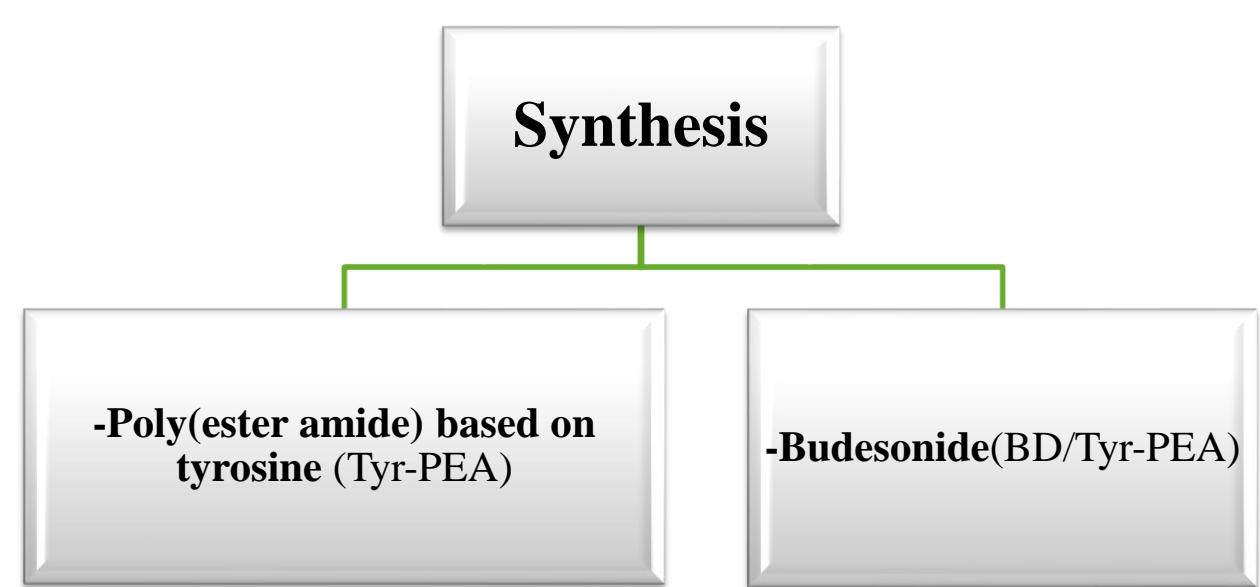 Synthesis
-Poly(ester amide) based on
tyrosine (Tyr-PEA)
-Budesonide(BD/Tyr-PEA)